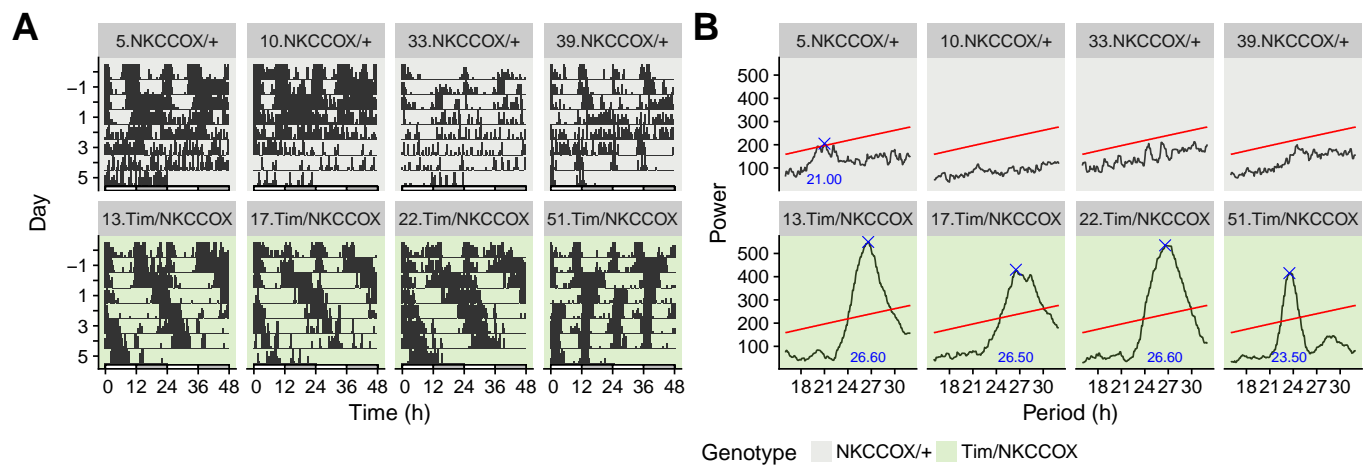 A
5.NKCCOX/+ 10.NKCCOX/+ 33.NKCCOX/+ 39.NKCCOX/+
−1
1
3
5
13.Tim/NKCCOX 17.Tim/NKCCOX 22.Tim/NKCCOX 51.Tim/NKCCOX
−1
1
3
5
0 12 24 36 48 0 12 24 36 48 0 12 24 36 48 0 12 24 36 48
Day
Time (h)
B
5.NKCCOX/+ 10.NKCCOX/+ 33.NKCCOX/+ 39.NKCCOX/+
500
400
300
200
100
21.00
13.Tim/NKCCOX 17.Tim/NKCCOX 22.Tim/NKCCOX 51.Tim/NKCCOX
500
400
300
200
100
26.60 26.50 26.60 23.50
18 21 24 27 30 18 21 24 27 30 18 21 24 27 30 18 21 24 27 30
Power
Period (h)
Genotype NKCCOX/+ Tim/NKCCOX